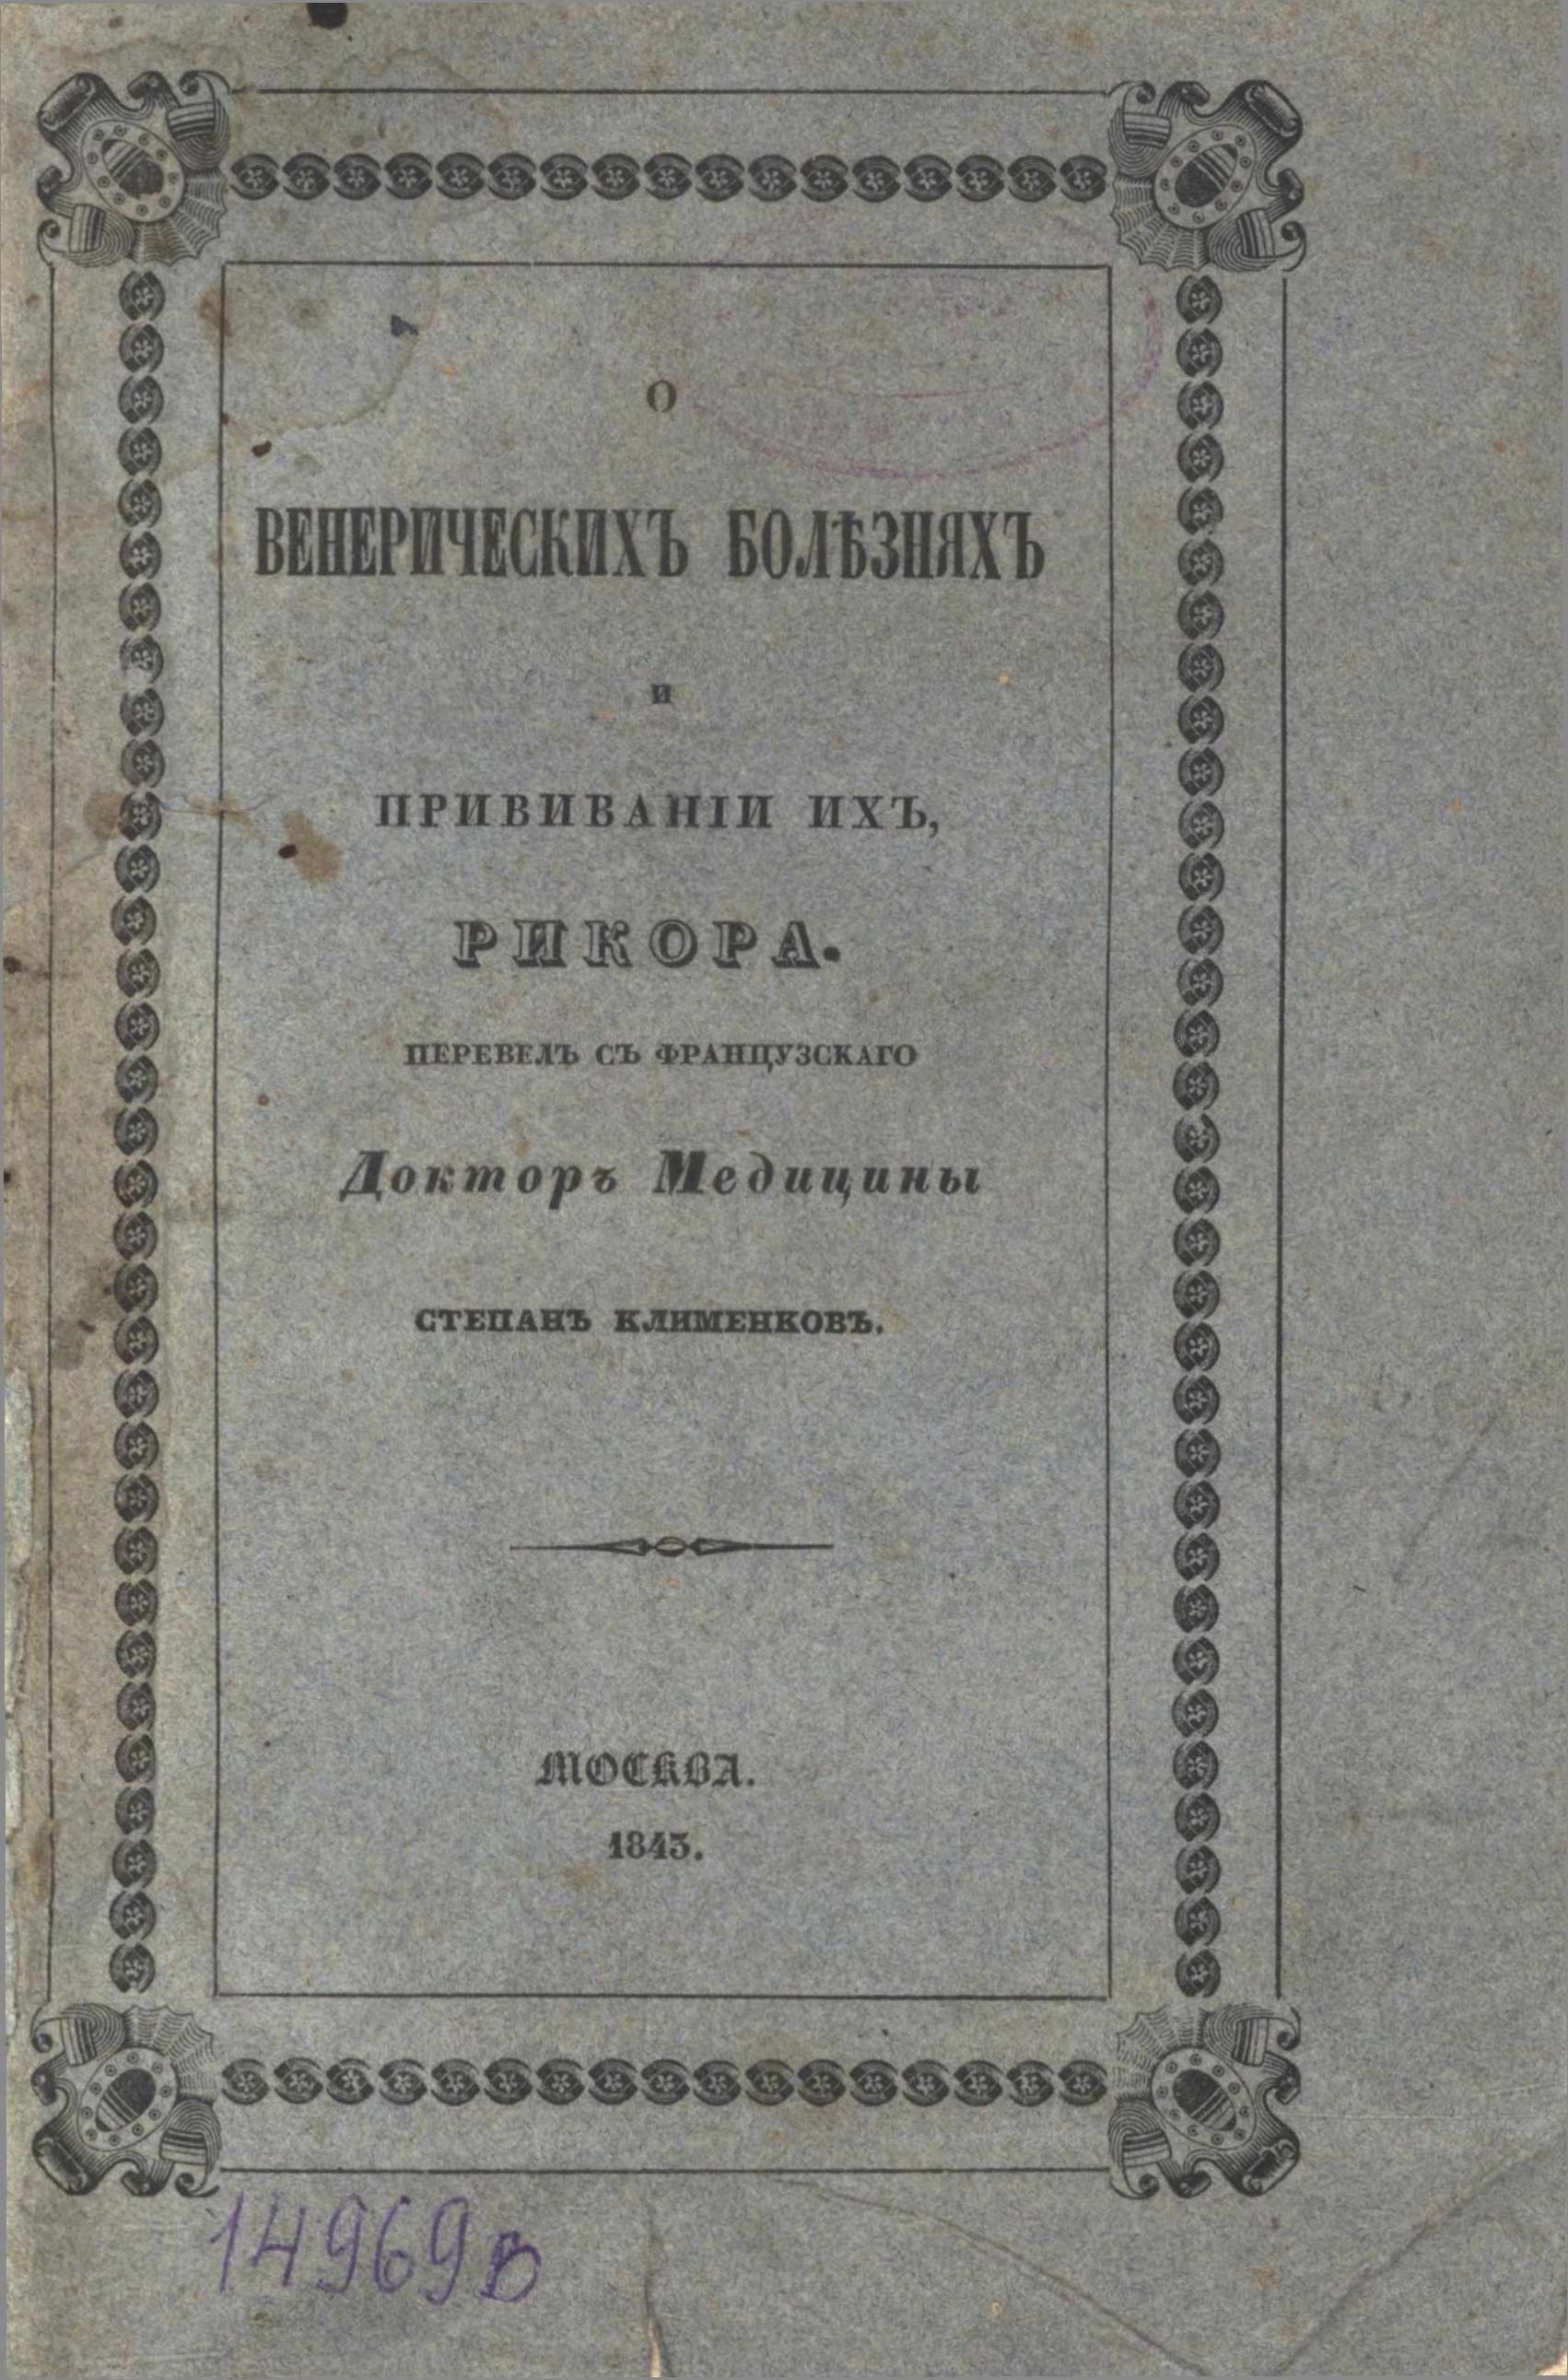 О
ВЕНЕРИЧЕСКИХЪ БОЛѢЗНЯХЪ
И
ПРИВИВАНІИ ИХЪ,
РИКОРА.
ПЕРЕВЕЛЪ СЪ ФРАНЦУЗСКАГО
Докторъ Медицины
СТЕПАНЪ КЛИМЕНКОВЪ.
МОСКВА.
1843.
14969в